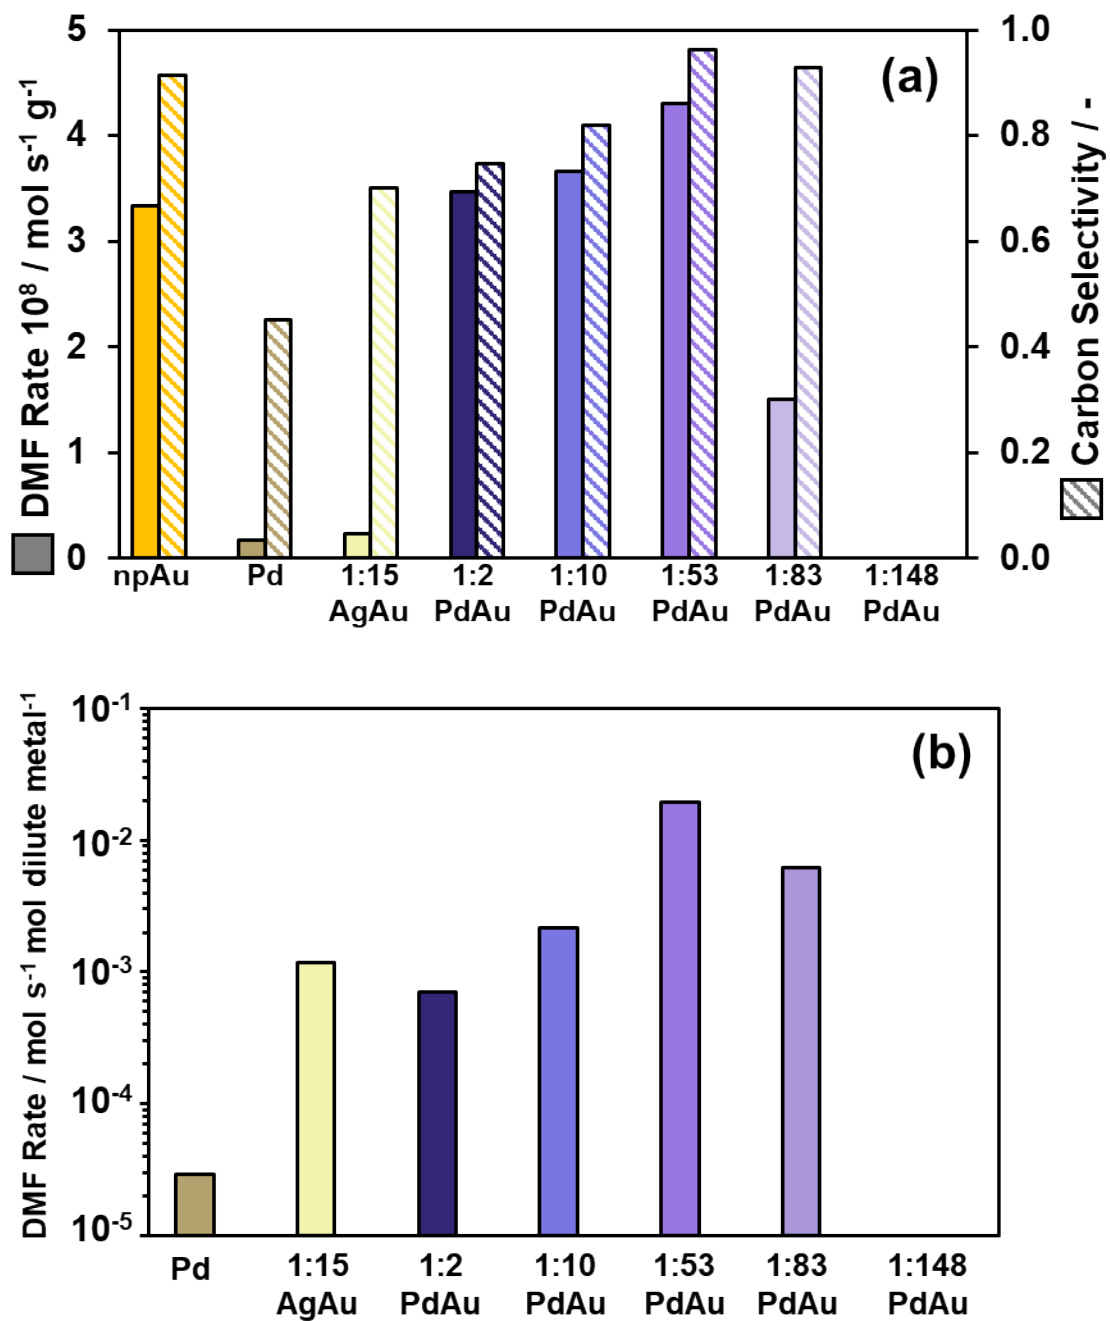 (a)
DMF Rate 10⁸ / mol s⁻¹ g⁻¹
5
4
3
2
1
0
Carbon Selectivity / -
1.0
0.8
0.6
0.4
0.2
0.0
npAu
Pd
1:15
AgAu
1:2
PdAu
1:10
PdAu
1:53
PdAu
1:83
PdAu
1:148
PdAu
(b)
DMF Rate / mol s⁻¹ mol dilute metal⁻¹
10⁻¹
10⁻²
10⁻³
10⁻⁴
10⁻⁵
Pd
1:15
AgAu
1:2
PdAu
1:10
PdAu
1:53
PdAu
1:83
PdAu
1:148
PdAu